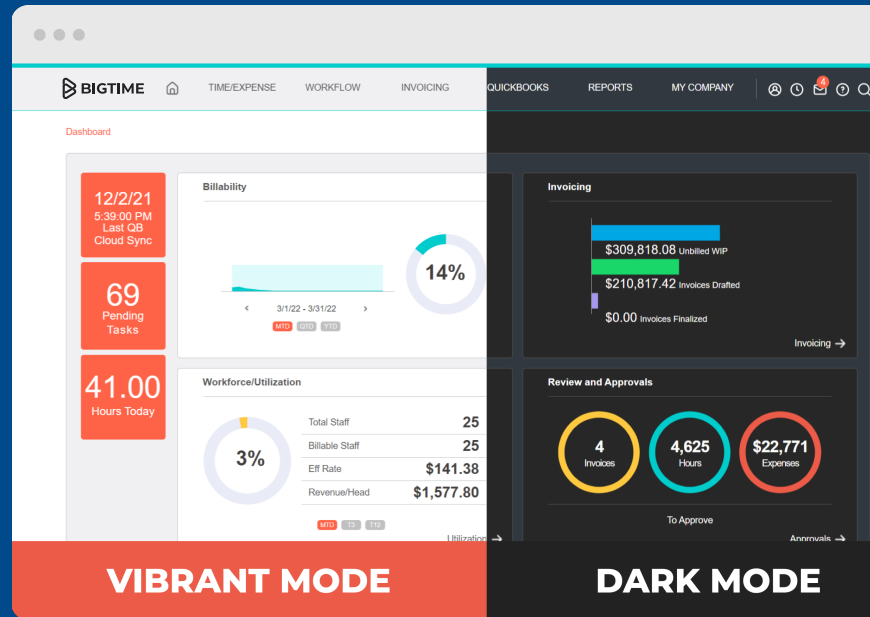 BIGTIME
TIME/EXPENSE
WORKFLOW
INVOICING
QUICKBOOKS
REPORTS
MY COMPANY
4
Dashboard
12/2/21
5:39:00 PM
Last QB
Cloud Sync
69
Pending
Tasks
41.00
Hours Today
Billability
14%
3/1/22 - 3/31/22
MTD QTD YTD
Invoicing
$309,818.08 Unbilled WIP
$210,817.42 Invoices Drafted
$0.00 Invoices Finalized
Invoicing →
Workforce/Utilization
3%
Total Staff 25
Billable Staff 25
Eff Rate $141.38
Revenue/Head $1,577.80
MTD T3 T12
Utilization →
Review and Approvals
4
Invoices
4,625
Hours
$22,771
Expenses
To Approve
Approvals →
VIBRANT MODE
DARK MODE